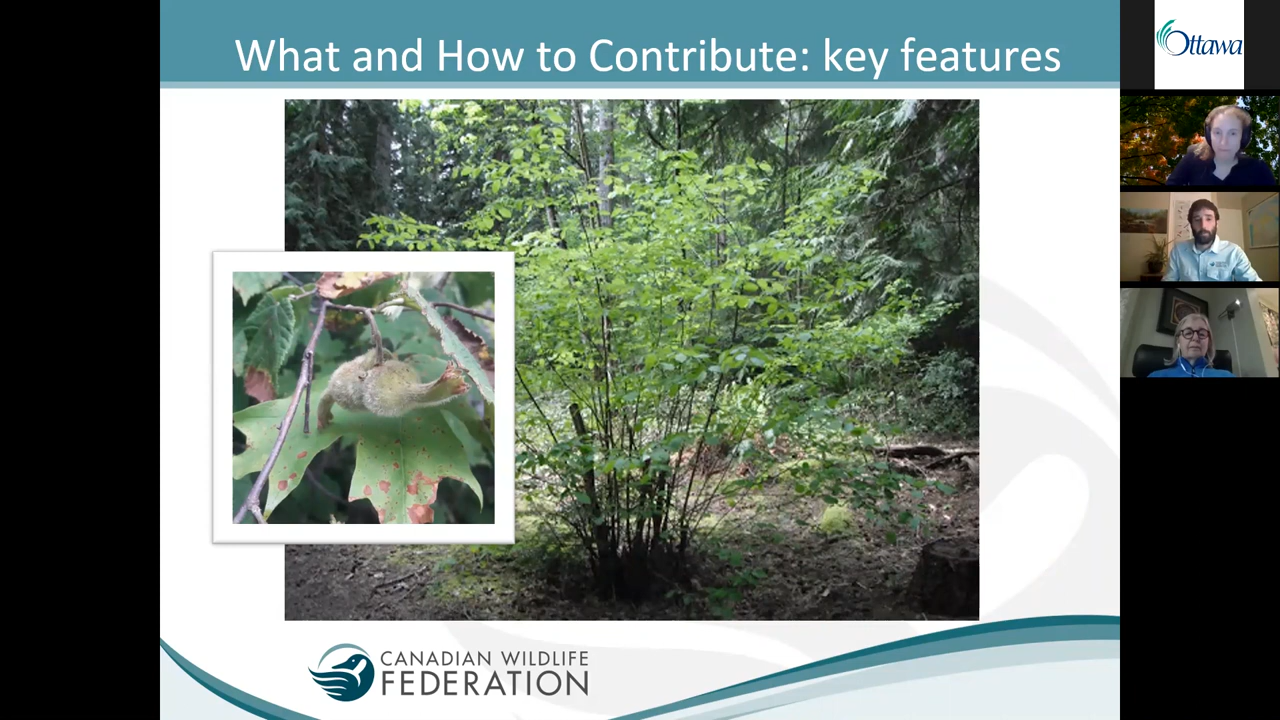 What and How to Contribute: key features
Ottawa
CANADIAN WILDLIFE
FEDERATION